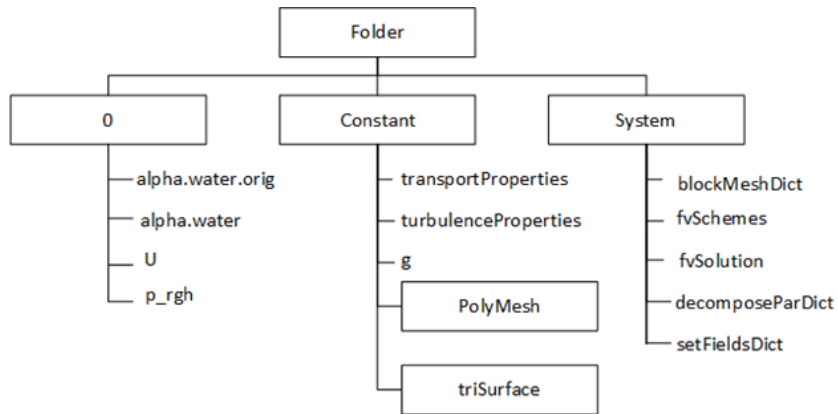 Folder
0
Constant
System
alpha.water.orig
alpha.water
U
p_rgh
transportProperties
turbulenceProperties
g
PolyMesh
triSurface
blockMeshDict
fvSchemes
fvSolution
decomposeParDict
setFieldsDict